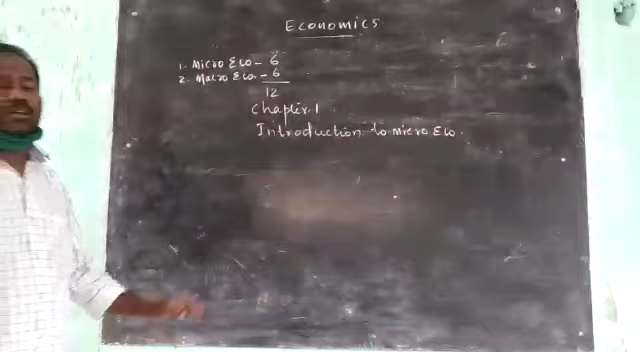 Economics
1. Micro Eco - 6
2. Macro Eco - 6
12
Chapter. 1
Introduction to Micro Eco.